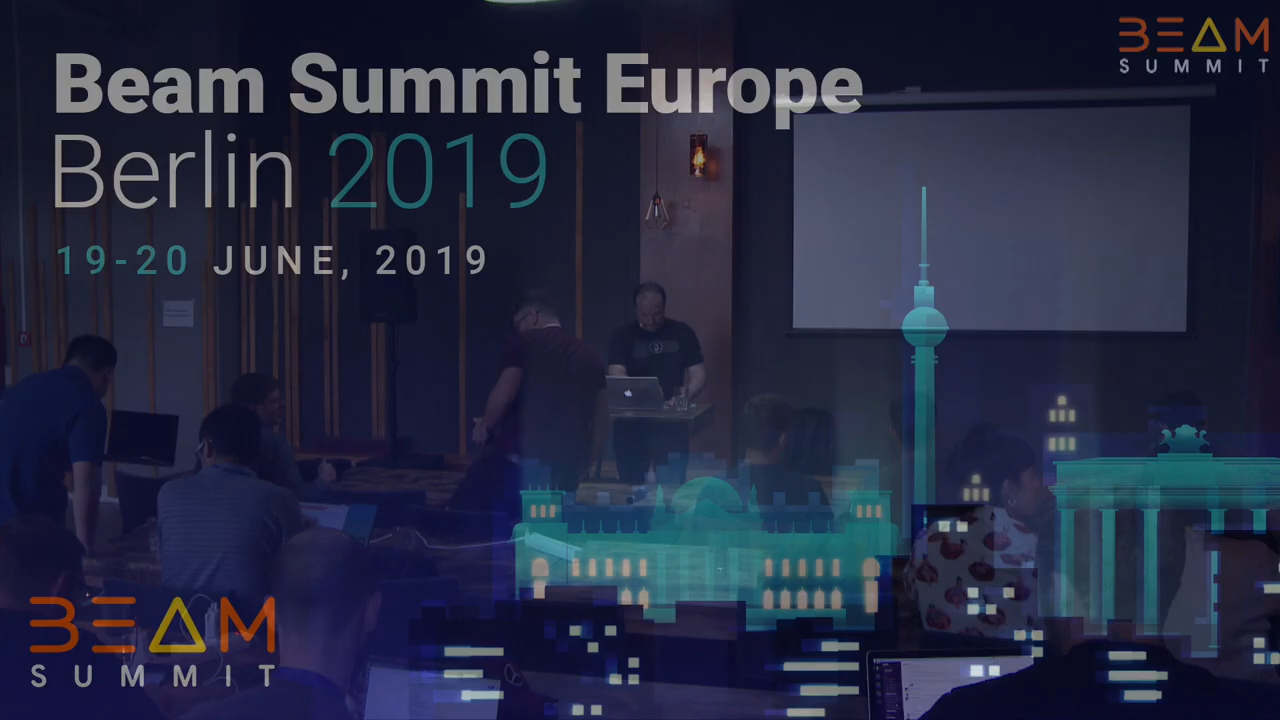 Beam Summit Europe
Berlin 2019
19-20 JUNE, 2019
BEAM
SUMMIT
BEAM
SUMMIT